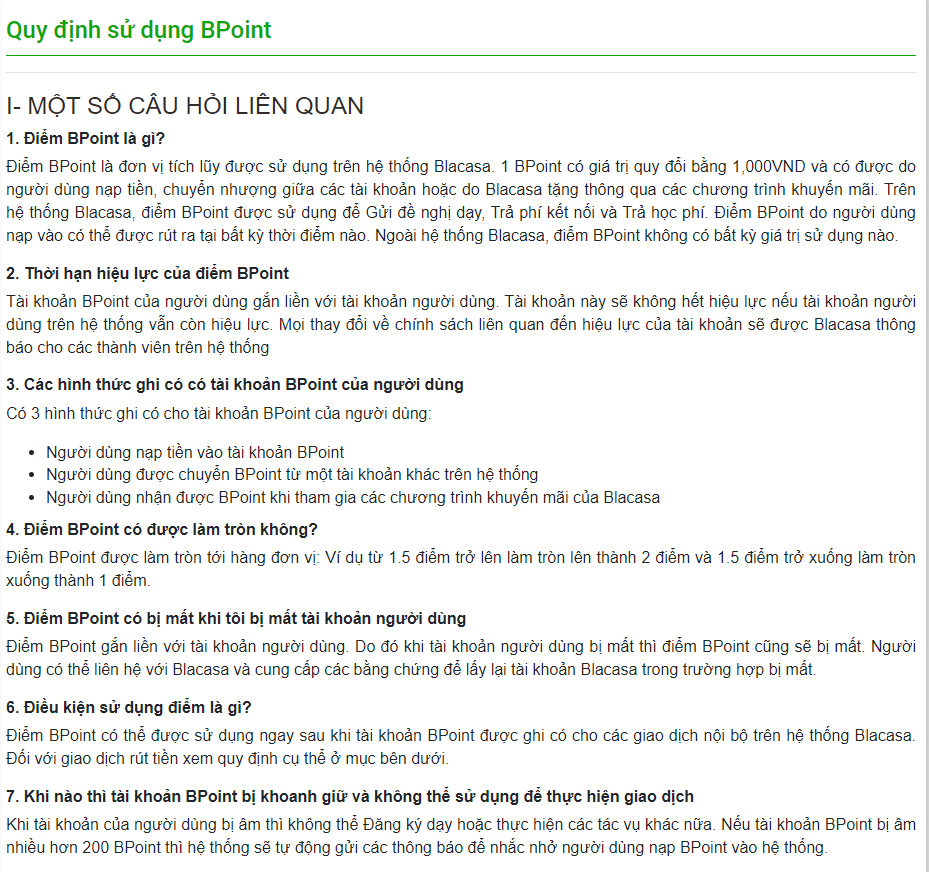 Quy định sử dụng BPoint
I- MỘT SỐ CÂU HỎI LIÊN QUAN
1. Điểm BPoint là gì?
Điểm BPoint là đơn vị tích lũy được sử dụng trên hệ thống Blacasa. 1 BPoint có giá trị quy đổi bằng 1,000VND và có được do
người dùng nạp tiền, chuyển nhượng giữa các tài khoản hoặc do Blacasa tặng thông qua các chương trình khuyến mãi. Trên
hệ thống Blacasa, điểm BPoint được sử dụng để Gửi đề nghị dạy, Trả phí kết nối và Trả học phí. Điểm BPoint do người dùng
nạp vào có thể được rút ra tại bất kỳ thời điểm nào. Ngoài hệ thống Blacasa, điểm BPoint không có bất kỳ giá trị sử dụng nào.
2. Thời hạn hiệu lực của điểm BPoint
Tài khoản BPoint của người dùng gắn liền với tài khoản người dùng. Tài khoản này sẽ không hết hiệu lực nếu tài khoản người
dùng trên hệ thống vẫn còn hiệu lực. Mọi thay đổi về chính sách liên quan đến hiệu lực của tài khoản sẽ được Blacasa thông
báo cho các thành viên trên hệ thống
3. Các hình thức ghi có có tài khoản BPoint của người dùng
Có 3 hình thức ghi có cho tài khoản BPoint của người dùng:
• Người dùng nạp tiền vào tài khoản BPoint
• Người dùng được chuyển BPoint từ một tài khoản khác trên hệ thống
• Người dùng nhận được BPoint khi tham gia các chương trình khuyến mãi của Blacasa
4. Điểm BPoint có được làm tròn không?
Điểm BPoint được làm tròn tới hàng đơn vị: Ví dụ từ 1.5 điểm trở lên làm tròn lên thành 2 điểm và 1.5 điểm trở xuống làm tròn
xuống thành 1 điểm.
5. Điểm BPoint có bị mất khi tôi bị mất tài khoản người dùng
Điểm BPoint gắn liền với tài khoản người dùng. Do đó khi tài khoản người dùng bị mất thì điểm BPoint cũng sẽ bị mất. Người
dùng có thể liên hệ với Blacasa và cung cấp các bằng chứng để lấy lại tài khoản Blacasa trong trường hợp bị mất.
6. Điều kiện sử dụng điểm là gì?
Điểm BPoint có thể được sử dụng ngay sau khi tài khoản BPoint được ghi có cho các giao dịch nội bộ trên hệ thống Blacasa.
Đối với giao dịch rút tiền xem quy định cụ thể ở mục bên dưới.
7. Khi nào thì tài khoản BPoint bị khoanh giữ và không thể sử dụng để thực hiện giao dịch
Khi tài khoản của người dùng bị âm thì không thể Đăng ký dạy hoặc thực hiện các tác vụ khác nữa. Nếu tài khoản BPoint bị âm
nhiều hơn 200 BPoint thì hệ thống sẽ tự động gửi các thông báo để nhắc nhở người dùng nạp BPoint vào hệ thống.